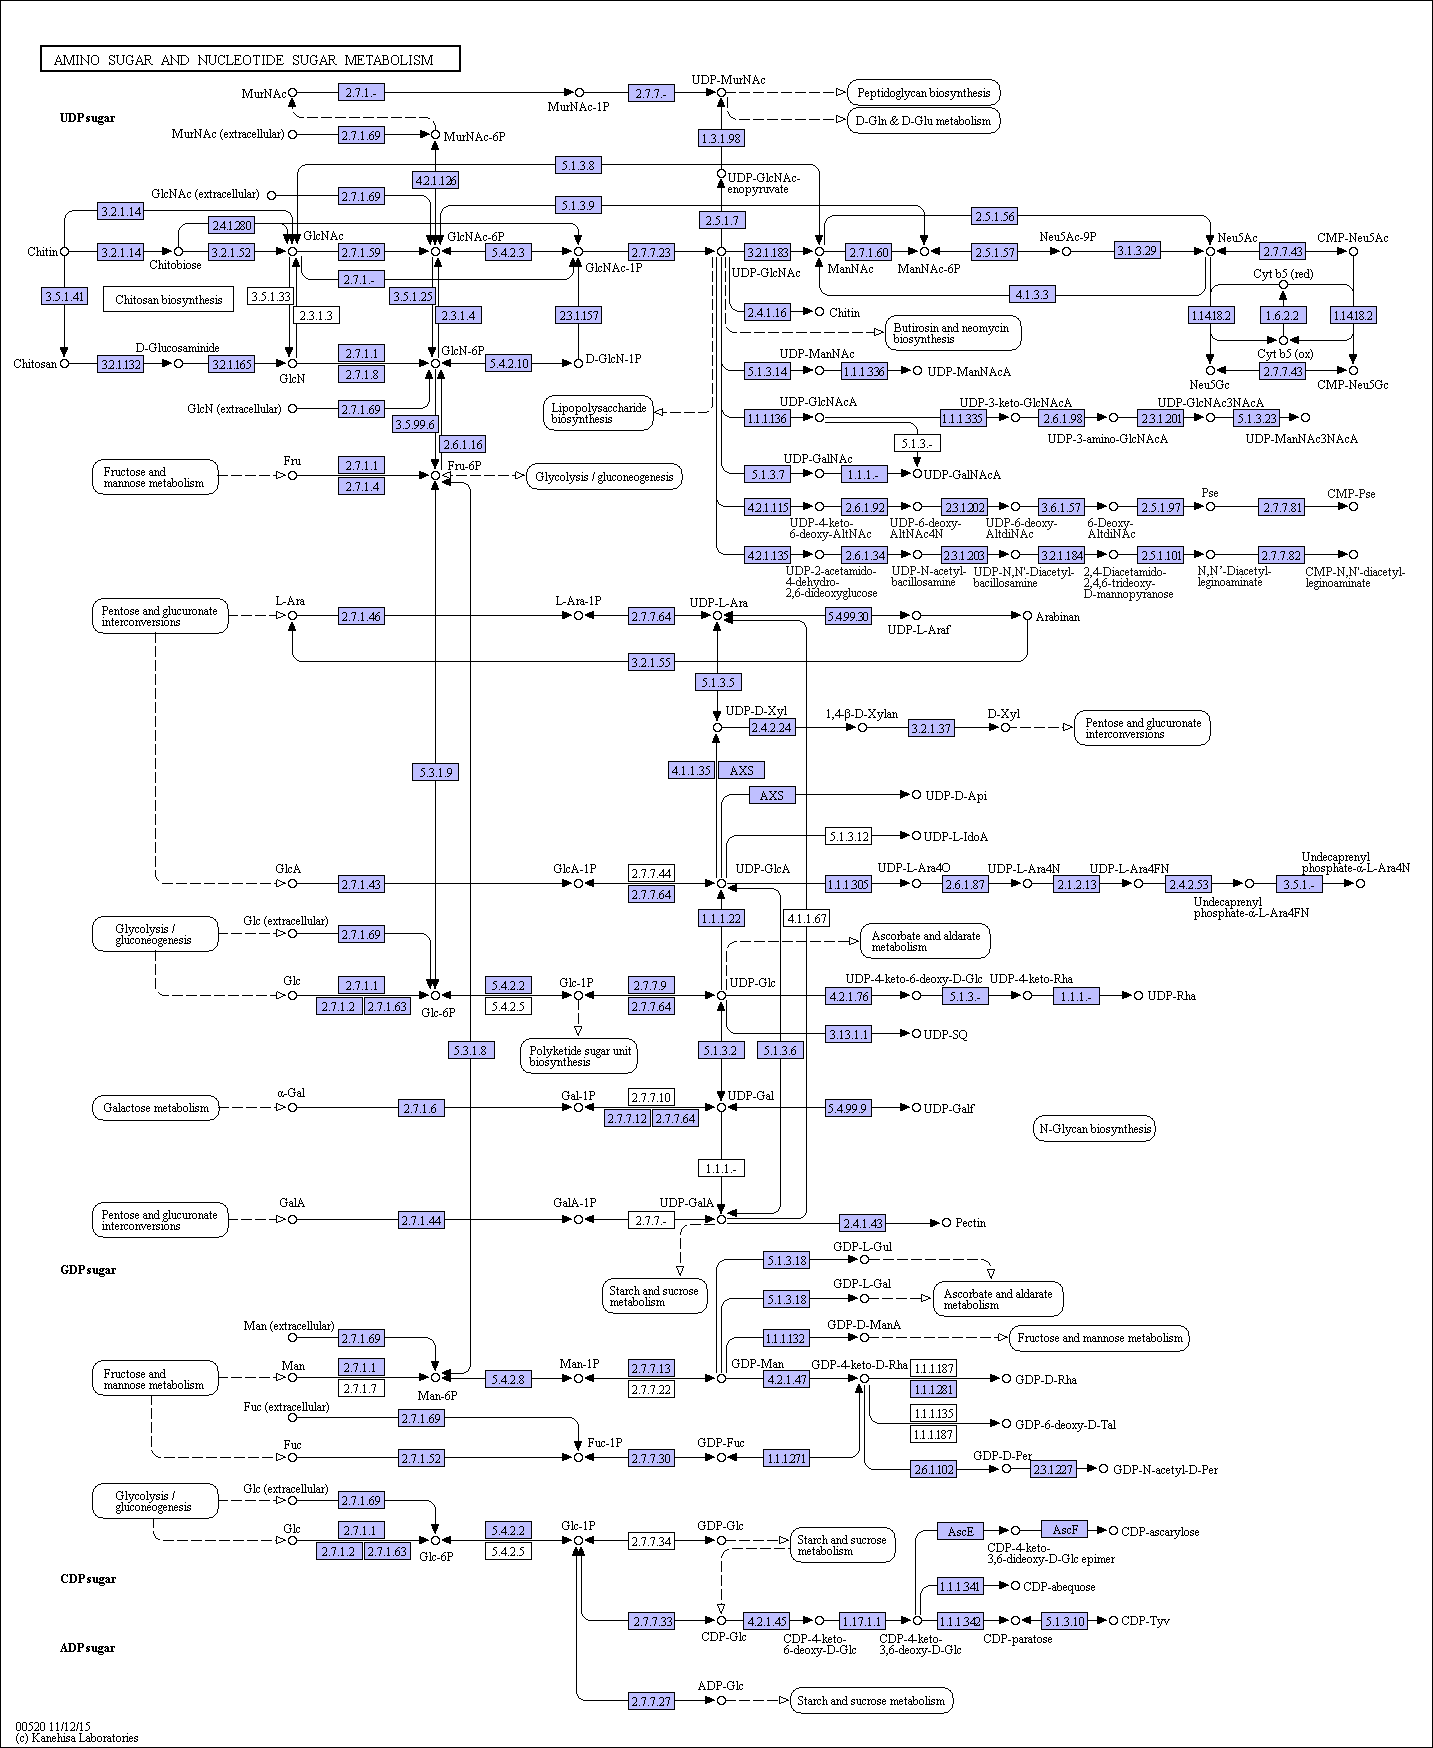 AMINO SUGAR AND NUCLEOTIDE SUGAR METABOLISM
UDP-MurNAc
MurNAc
2.7.1.-
MurNAc-1P
2.7.7.-
Peptidoglycan biosynthesis
UDPsugar
D-Gln & D-Glu metabolism
MurNAc (extracellular)
2.7.1.69
MurNAc-6P
1.3.1.98
5.1.3.8
4.2.1.126
UDP-GlcNAc-
enopyruvate
GlcNAc (extracellular)
2.7.1.69
3.2.1.14
5.1.3.9
2.5.1.7
2.5.1.56
2.4.1.280
GlcNAc
GlcNAc-6P
Neu5Ac-9P
Neu5Ac
CMP-Neu5Ac
Chitin
3.2.1.14
3.2.1.52
2.7.1.59
5.4.2.3
2.7.7.23
3.2.1.183
2.7.1.60
2.5.1.57
3.1.3.29
2.7.7.43
Chitobiose
GlcNAc-1P
UDP-GlcNAc
ManNAc
ManNAc-6P
2.7.1.-
Cyt b5 (red)
3.5.1.41
Chitosan biosynthesis
3.5.1.33
3.5.1.25
4.1.3.3
2.3.1.3
2.3.1.4
2.3.1.157
2.4.1.16
Chitin
1.14.18.2
1.6.2.2
1.14.18.2
Butirosin and neomycin
biosynthesis
D-Glucosaminide
2.7.1.1
GlcN-6P
UDP-ManNAc
Cyt b5 (ox)
Chitosan
3.2.1.132
3.2.1.165
GlcN
2.7.1.8
5.4.2.10
D-GlcN-1P
5.1.3.14
1.1.1.336
UDP-ManNAcA
Neu5Gc
2.7.7.43
CMP-Neu5Gc
GlcN (extracellular)
2.7.1.69
Lipopolysaccharide
biosynthesis
UDP-GlcNAcA
UDP-3-keto-GlcNAcA
UDP-GlcNAc3NAcA
1.1.1.136
1.1.1.335
2.6.1.98
2.3.1.201
5.1.3.23
3.5.99.6
UDP-3-amino-GlcNAcA
UDP-ManNAc3NAcA
2.6.1.16
5.1.3.-
Fructose and
mannose metabolism
Fru
2.7.1.1
2.7.1.4
Fru-6P
Glycolysis / gluconeogenesis
UDP-GalNAc
5.1.3.7
1.1.1.-
UDP-GalNAcA
Pse
CMP-Pse
4.2.1.115
2.6.1.92
2.3.1.202
3.6.1.57
2.5.1.97
2.7.7.81
UDP-4-keto-
6-deoxy-AltNAc
UDP-6-deoxy-
AltNAc4N
UDP-6-deoxy-
AltdiNAc
6-Deoxy-
AltdiNAc
4.2.1.135
2.6.1.34
2.3.1.203
3.2.1.184
2.5.1.101
2.7.7.82
UDP-2-acetamido-
4-dehydro-
2,6-dideoxyglucose
UDP-N-acetyl-
bacillosamine
UDP-N,N'-Diacetyl-
bacillosamine
2,4-Diacetamido-
2,4,6-trideoxy-
D-mannopyranose
N,N'-Diacetyl-
leginoaminate
CMP-N,N'-diacetyl-
leginoaminate
Pentose and glucuronate
interconversions
L-Ara
2.7.1.46
L-Ara-1P
2.7.7.64
UDP-L-Ara
5.4.99.30
UDP-L-Araf
Arabinan
3.2.1.55
5.1.3.5
UDP-D-Xyl
1,4-β-D-Xylan
D-Xyl
2.4.2.24
3.2.1.37
Pentose and glucuronate
interconversions
5.3.1.9
4.1.1.35
AXS
AXS
UDP-D-Api
5.1.3.12
UDP-L-IdoA
GlcA
2.7.1.43
GlcA-1P
2.7.7.44
2.7.7.64
UDP-GlcA
1.1.1.305
UDP-L-Ara4O
2.6.1.87
UDP-L-Ara4N
2.1.2.13
UDP-L-Ara4FN
2.4.2.53
Undecaprenyl
phosphate-α-L-Ara4FN
3.5.1.-
Undecaprenyl
phosphate-α-L-Ara4N
Glycolysis /
gluconeogenesis
Glc (extracellular)
2.7.1.69
1.1.1.22
4.1.1.67
Ascorbate and aldarate
metabolism
Glc
2.7.1.1
2.7.1.2
2.7.1.63
Glc-6P
5.4.2.2
5.4.2.5
Glc-1P
2.7.7.9
2.7.7.64
UDP-Glc
4.2.1.76
UDP-4-keto-6-deoxy-D-Glc
5.1.3.-
UDP-4-keto-Rha
1.1.1.-
UDP-Rha
3.13.1.1
UDP-SQ
5.3.1.8
Polyketide sugar unit
biosynthesis
5.1.3.2
5.1.3.6
Galactose metabolism
α-Gal
2.7.1.6
Gal-1P
2.7.7.10
2.7.7.12
2.7.7.64
UDP-Gal
5.4.99.9
UDP-Galf
N-Glycan biosynthesis
1.1.1.-
Pentose and glucuronate
interconversions
GalA
2.7.1.44
GalA-1P
2.7.7.-
UDP-GalA
2.4.1.43
Pectin
GDPsugar
Starch and sucrose
metabolism
5.1.3.18
GDP-L-Gul
5.1.3.18
GDP-L-Gal
Ascorbate and aldarate
metabolism
Man (extracellular)
2.7.1.69
1.1.1.132
GDP-D-ManA
Fructose and mannose metabolism
Fructose and
mannose metabolism
Man
2.7.1.1
2.7.1.7
Man-6P
5.4.2.8
Man-1P
2.7.7.13
2.7.7.22
GDP-Man
4.2.1.47
GDP-4-keto-D-Rha
1.1.1.187
1.1.1.281
GDP-D-Rha
Fuc (extracellular)
2.7.1.69
1.1.1.135
1.1.1.187
GDP-6-deoxy-D-Tal
Fuc
2.7.1.52
Fuc-1P
2.7.7.30
GDP-Fuc
1.1.1.271
2.6.1.102
GDP-D-Per
2.3.1.227
GDP-N-acetyl-D-Per
Glycolysis /
gluconeogenesis
Glc (extracellular)
2.7.1.69
Glc
2.7.1.1
2.7.1.2
2.7.1.63
Glc-6P
5.4.2.2
5.4.2.5
Glc-1P
2.7.7.34
GDP-Glc
Starch and sucrose
metabolism
AscE
AscF
CDP-ascarylose
CDP-4-keto-
3,6-dideoxy-D-Glc epimer
CDPsugar
1.1.1.341
CDP-abequose
2.7.7.33
CDP-Glc
4.2.1.45
CDP-4-keto-
6-deoxy-D-Glc
1.17.1.1
CDP-4-keto-
3,6-deoxy-D-Glc
1.1.1.342
CDP-paratose
5.1.3.10
CDP-Tyv
ADPsugar
2.7.7.27
ADP-Glc
Starch and sucrose metabolism
00520 11/12/15
(c) Kanehisa Laboratories